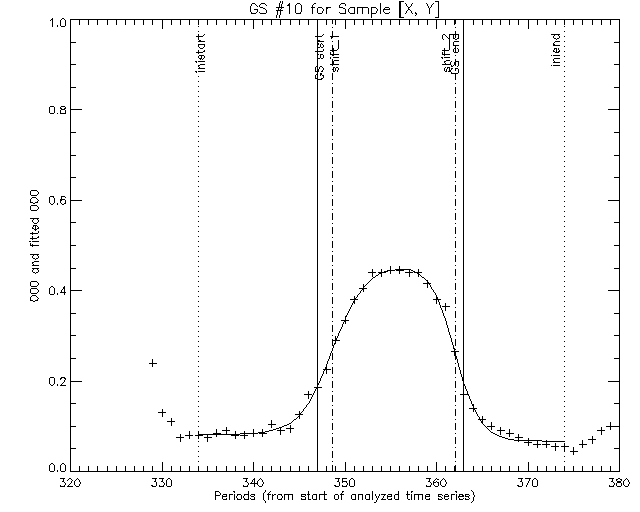 GS #10 for Sample [X, Y]
1.0
0.8
0.6
0.4
0.2
0.0
000 and fitted 000
inistart
GS start
shift_1
shift_2
GS end
iniend
320
330
340
350
360
370
380
Periods (from start of analyzed time series)